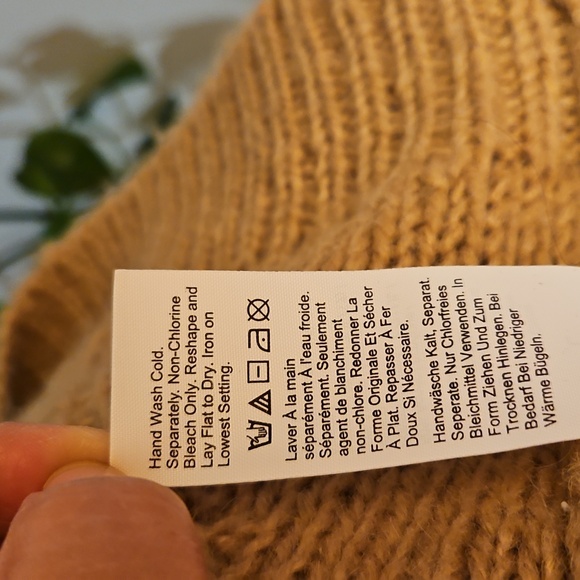 Hand Wash Cold.
Separately. Non-Chlorine
Bleach Only. Reshape and
Lay Flat to Dry. Iron on
Lowest Setting.
Laver À la main
séparément À l'eau froide.
Séparément. Seulement
agent de blanchiment
non-chlore. Redonner La
Forme Originale Et Sécher
À Plat. Repasser À Fer
Doux Si Nécessaire.
Handwäsche Kalt, Separat.
Seperate. Nur Chlorfreies
Bleichmittel Verwenden. In
Form Ziehen Und Zum
Trocknen Hinlegen. Bei
Bedarf Bei Niedriger
Wärme Bügeln.